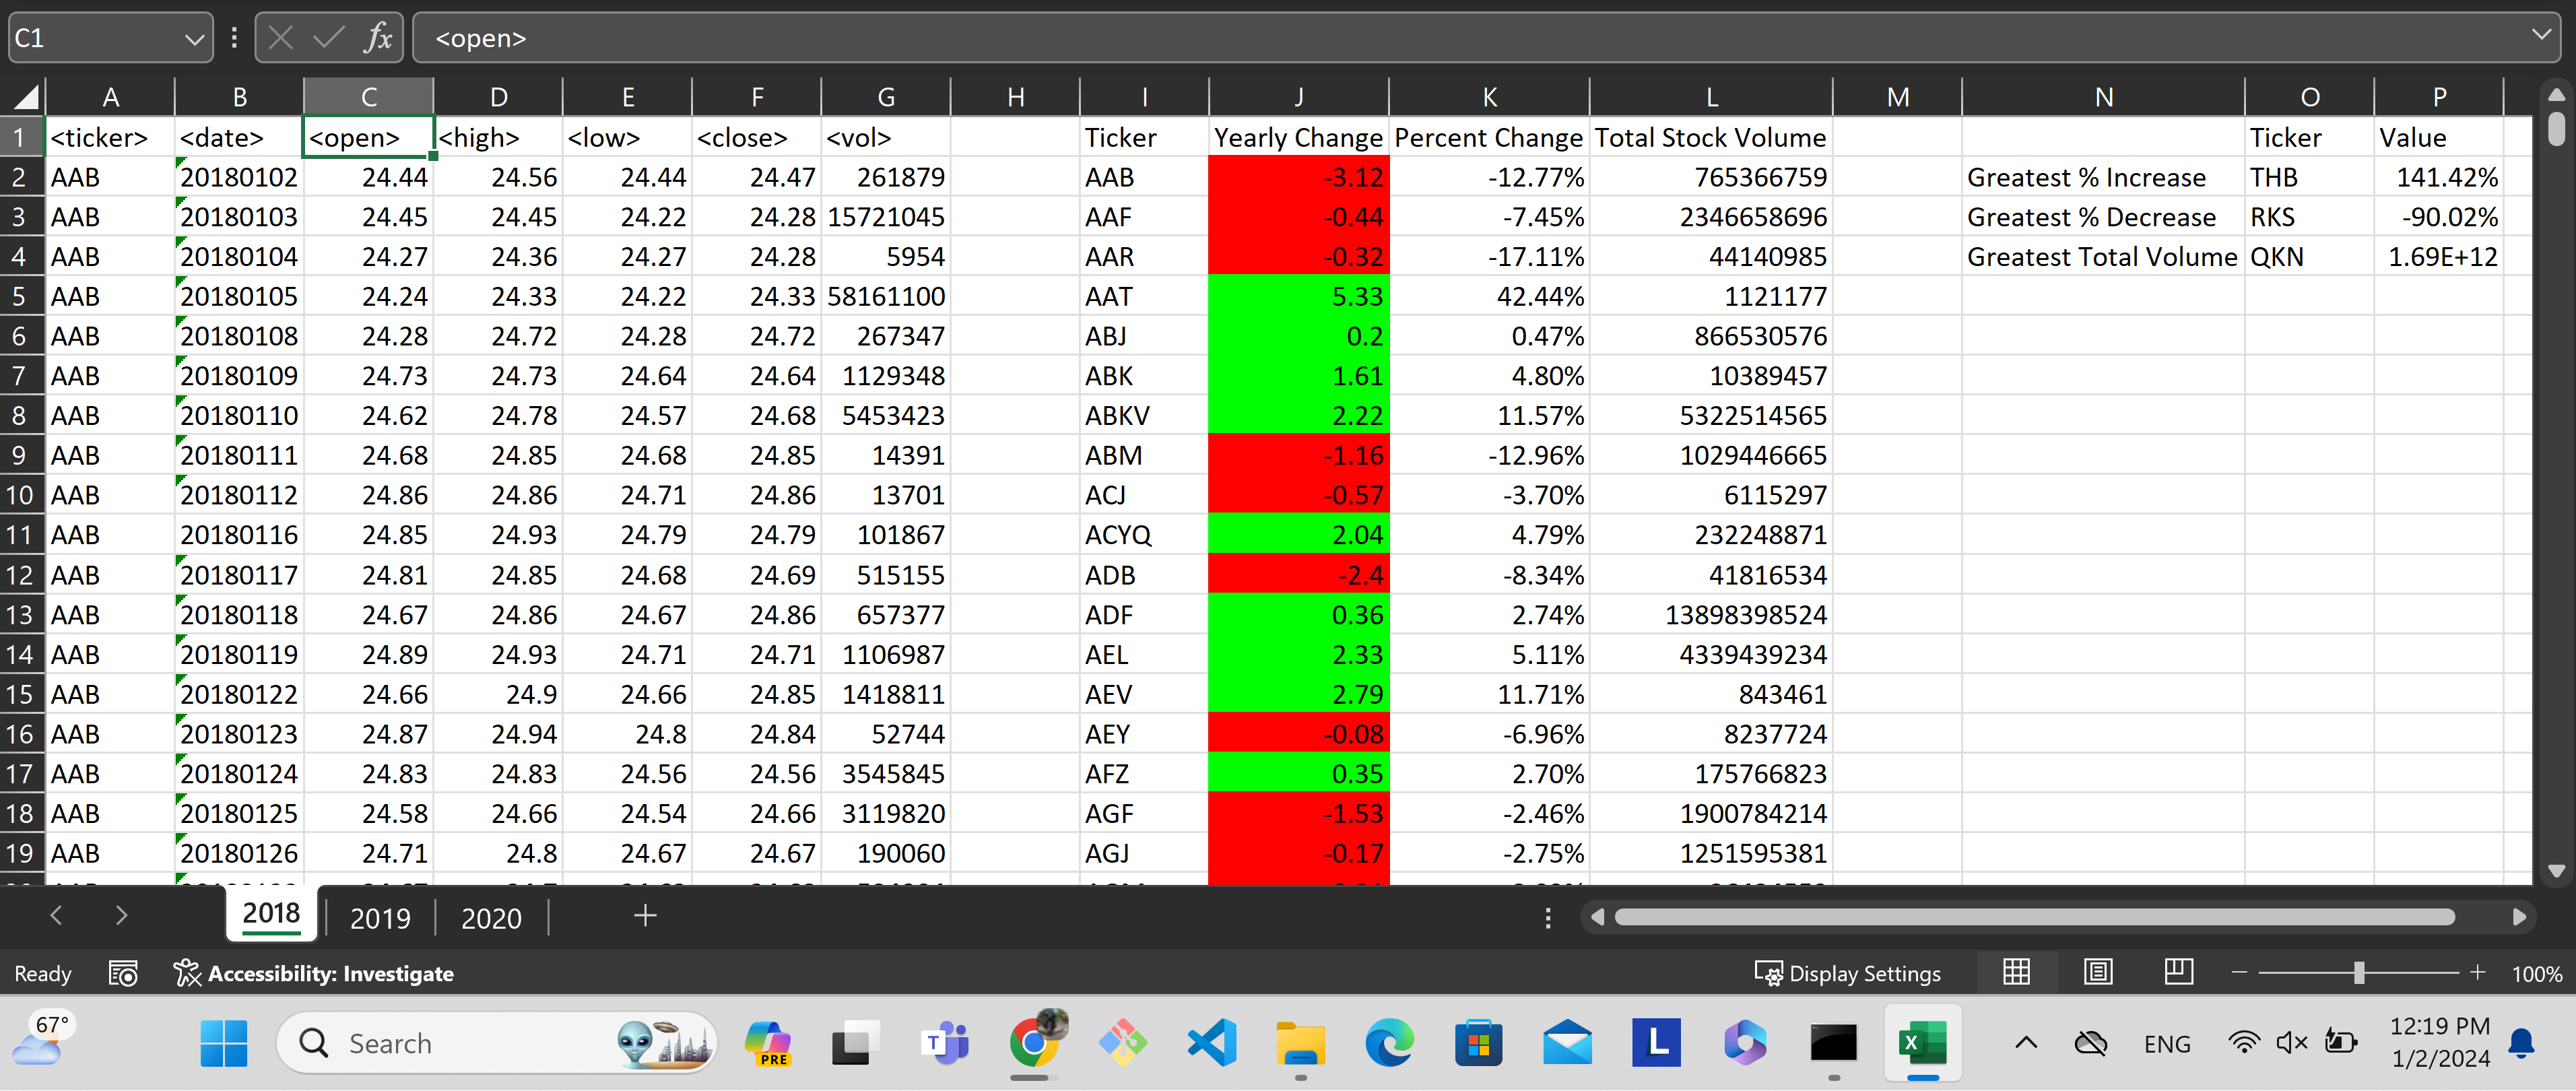 C1 fx <open>
A B C D E F G H I J K L M N O P
1 <ticker> <date> <open> <high> <low> <close> <vol> Ticker Yearly Change Percent Change Total Stock Volume Ticker Value
2 AAB 20180102 24.44 24.56 24.44 24.47 261879 AAB -3.12 -12.77% 765366759 Greatest % Increase THB 141.42%
3 AAB 20180103 24.45 24.45 24.22 24.28 15721045 AAF -0.44 -7.45% 2346658696 Greatest % Decrease RKS -90.02%
4 AAB 20180104 24.27 24.36 24.27 24.28 5954 AAR -0.32 -17.11% 44140985 Greatest Total Volume QKN 1.69E+12
5 AAB 20180105 24.24 24.33 24.22 24.33 58161100 AAT 5.33 42.44% 1121177
6 AAB 20180108 24.28 24.72 24.28 24.72 267347 ABJ 0.2 0.47% 866530576
7 AAB 20180109 24.73 24.73 24.64 24.64 1129348 ABK 1.61 4.80% 10389457
8 AAB 20180110 24.62 24.78 24.57 24.68 5453423 ABKV 2.22 11.57% 5322514565
9 AAB 20180111 24.68 24.85 24.68 24.85 14391 ABM -1.16 -12.96% 1029446665
10 AAB 20180112 24.86 24.86 24.71 24.86 13701 ACJ -0.57 -3.70% 6115297
11 AAB 20180116 24.85 24.93 24.79 24.79 101867 ACYQ 2.04 4.79% 232248871
12 AAB 20180117 24.81 24.85 24.68 24.69 515155 ADB -2.4 -8.34% 41816534
13 AAB 20180118 24.67 24.86 24.67 24.86 657377 ADF 0.36 2.74% 13898398524
14 AAB 20180119 24.89 24.93 24.71 24.71 1106987 AEL 2.33 5.11% 4339439234
15 AAB 20180122 24.66 24.9 24.66 24.85 1418811 AEV 2.79 11.71% 843461
16 AAB 20180123 24.87 24.94 24.8 24.84 52744 AEY -0.08 -6.96% 8237724
17 AAB 20180124 24.83 24.83 24.56 24.56 3545845 AFZ 0.35 2.70% 175766823
18 AAB 20180125 24.58 24.66 24.54 24.66 3119820 AGF -1.53 -2.46% 1900784214
19 AAB 20180126 24.71 24.8 24.67 24.67 190060 AGJ -0.17 -2.75% 1251595381
2018 2019 2020
Ready Accessibility: Investigate Display Settings 100%
67° Search PRE T L X ENG 12:19 PM
1/2/2024